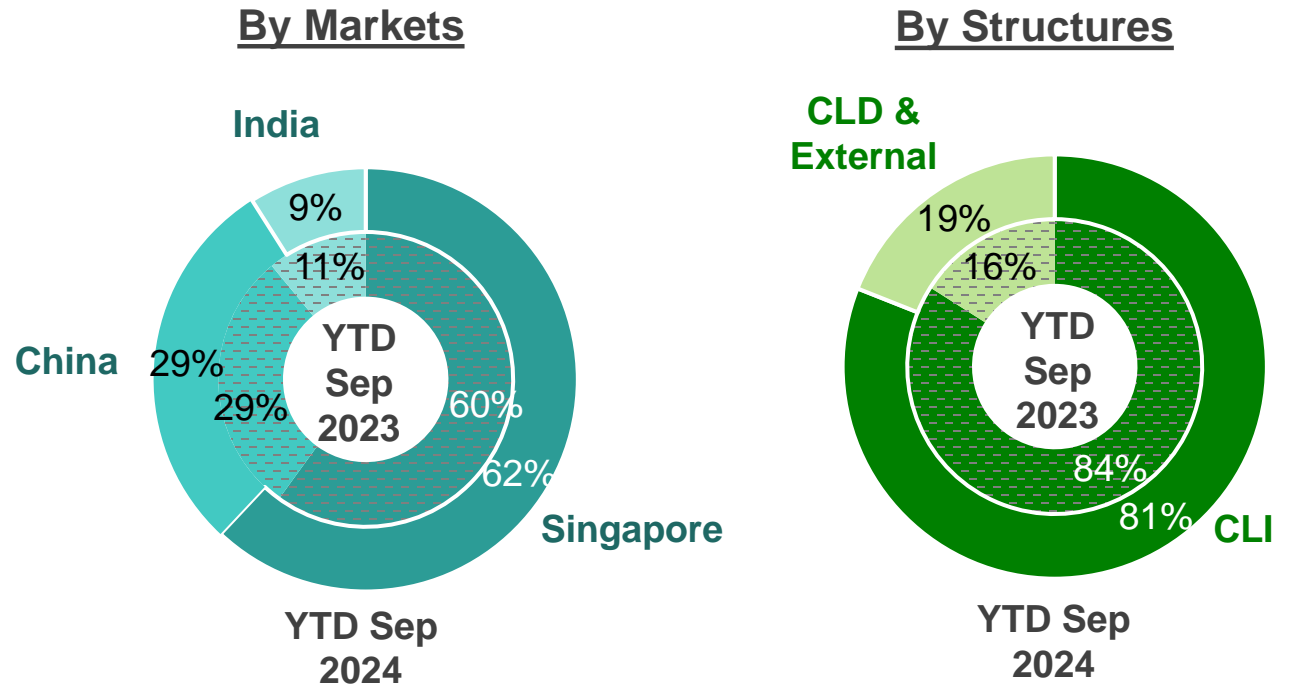 By Markets
India
9%
11%
China
29%
29%
YTD
Sep
2023
60%
62%
Singapore
YTD Sep
2024
By Structures
CLD &
External
19%
16%
YTD
Sep
2023
84%
81%
CLI
YTD Sep
2024